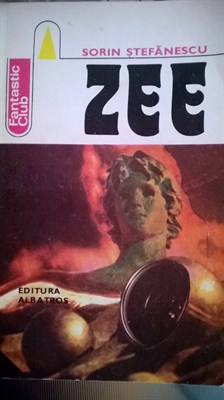 SORIN ȘTEFĂNESCU
Fantastic
Club
ZEE
EDITURA
ALBATROS